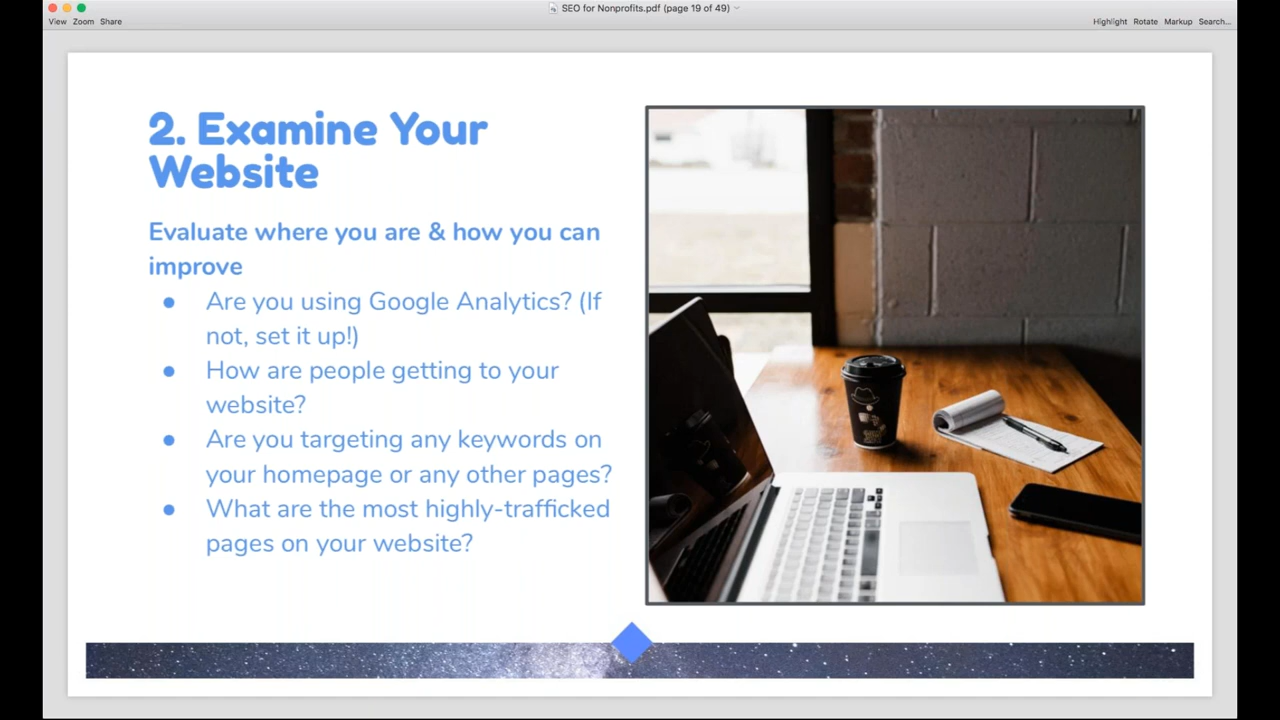 SEO for Nonprofits.pdf (page 19 of 49)
View Zoom Share
Highlight Rotate Markup Search...
2. Examine Your
Website
Evaluate where you are & how you can
improve
● Are you using Google Analytics? (If
not, set it up!)
● How are people getting to your
website?
● Are you targeting any keywords on
your homepage or any other pages?
● What are the most highly-trafficked
pages on your website?